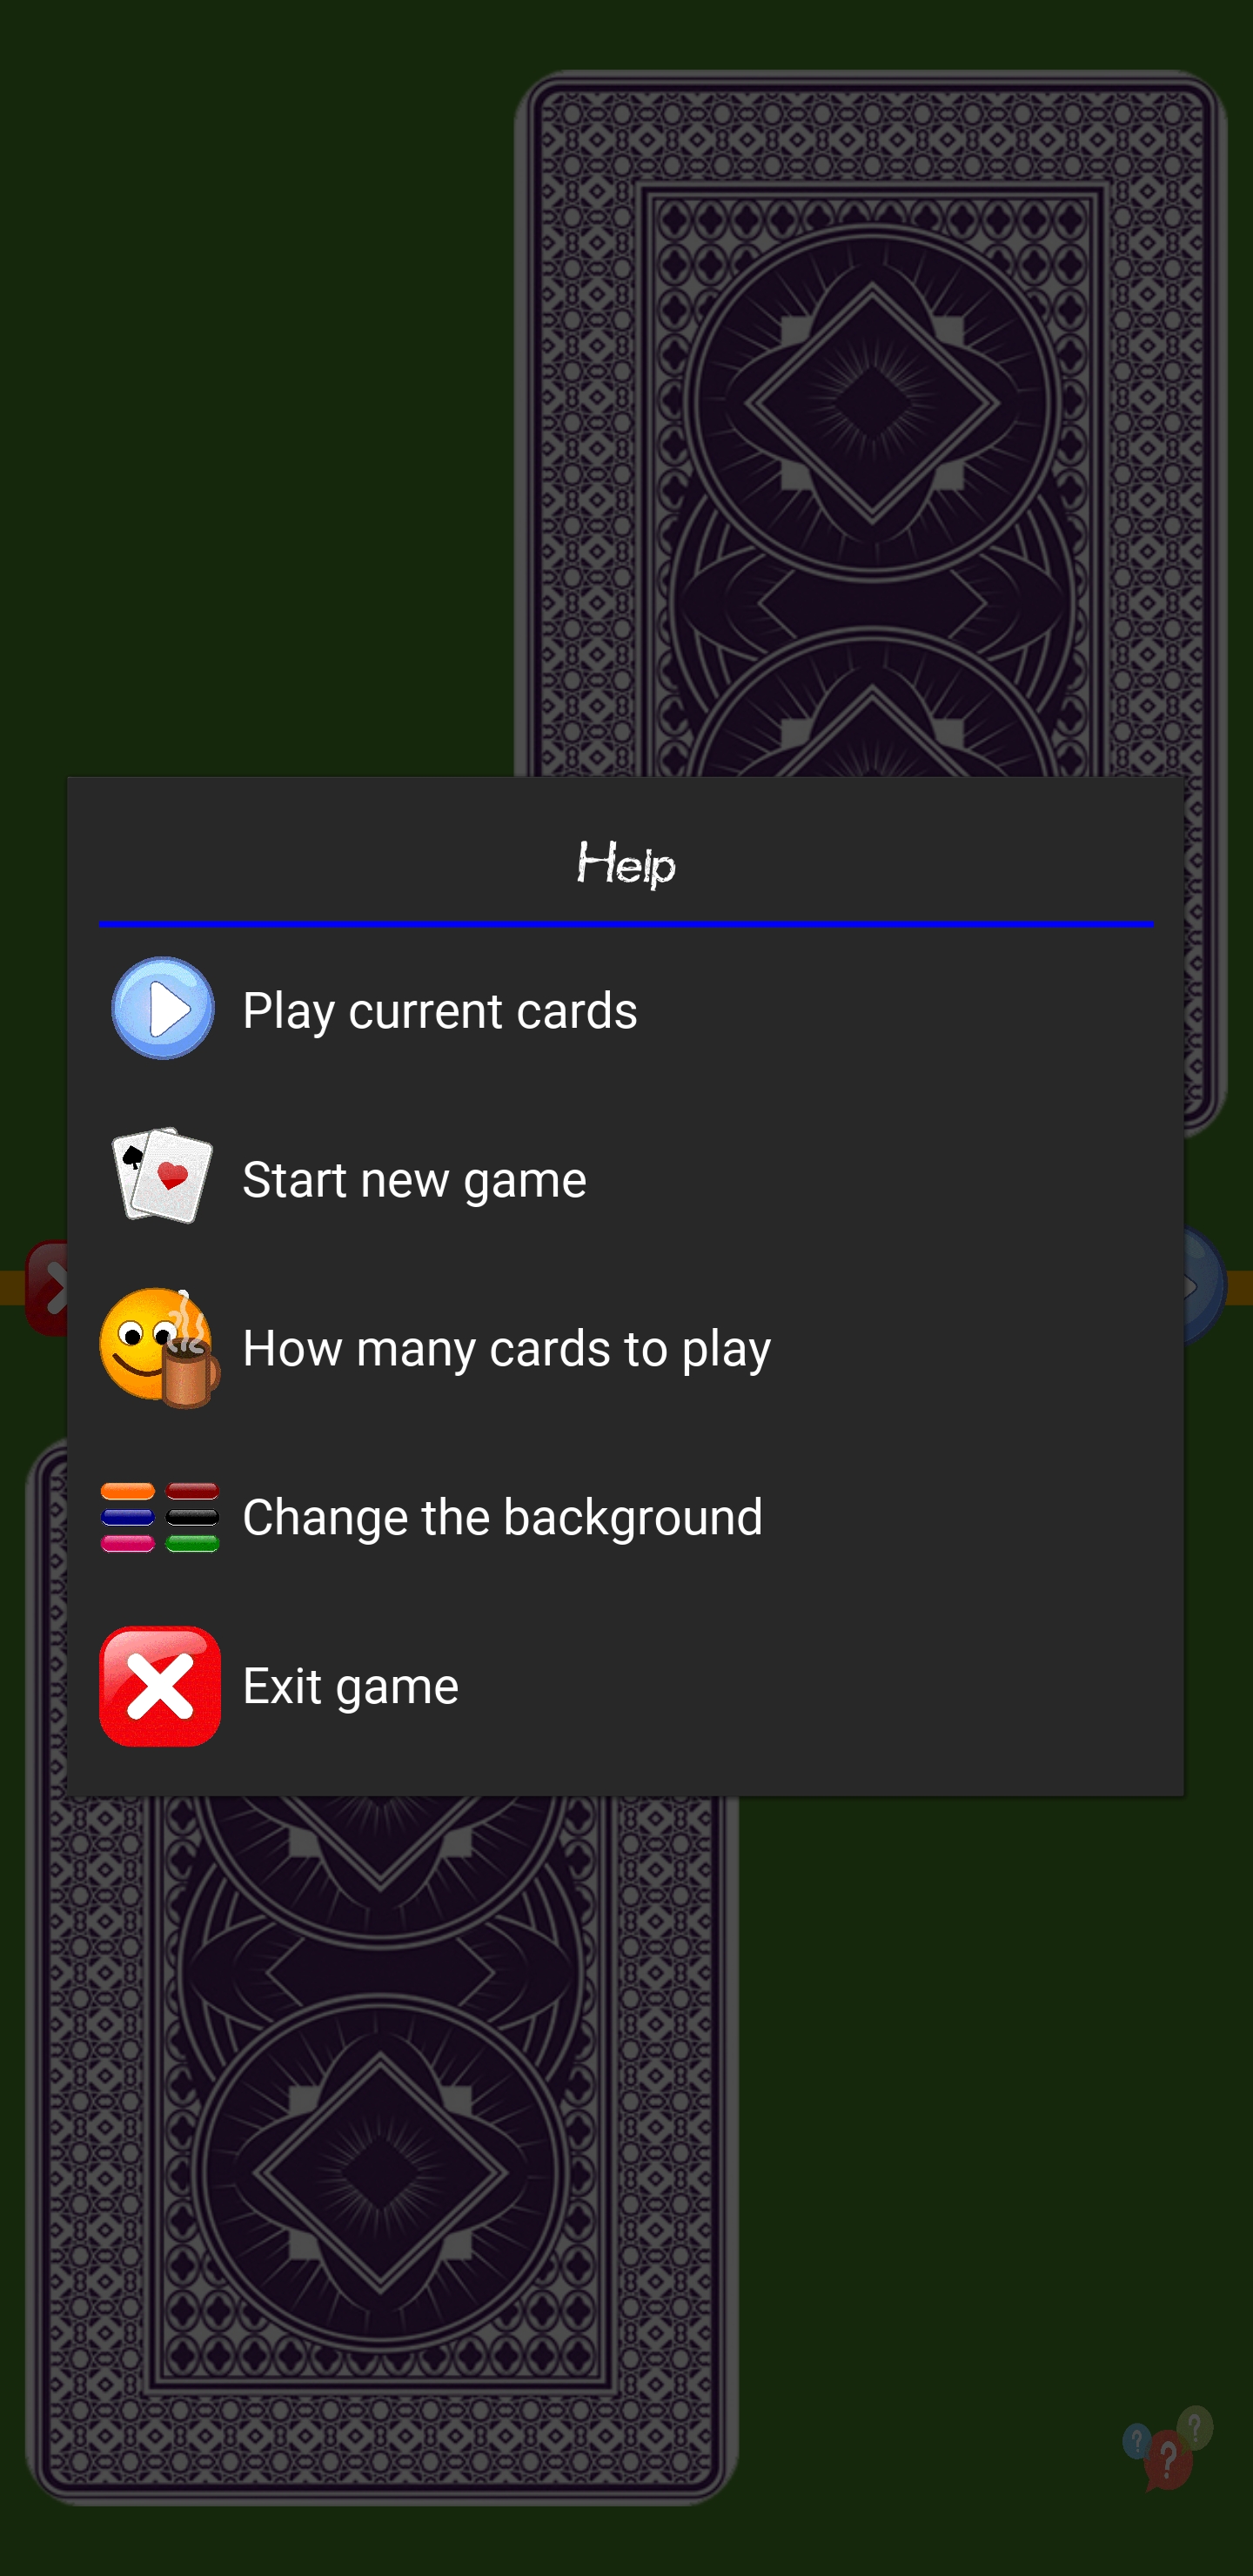 Help
Play current cards
Start new game
How many cards to play
Change the background
Exit game
? ? ?